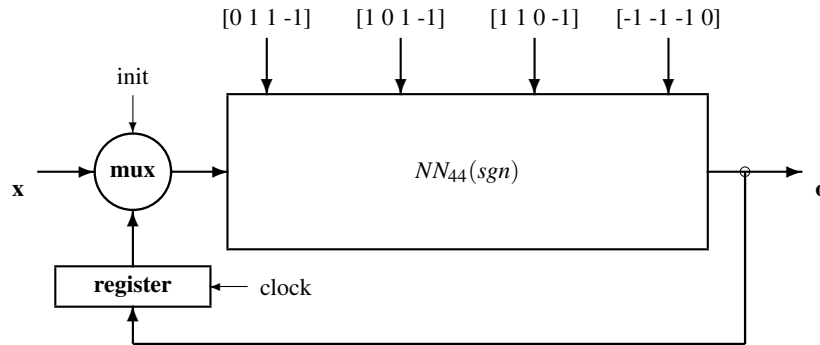 [0 1 1 -1] [1 0 1 -1] [1 1 0 -1] [-1 -1 -1 0]
init
mux
NN44(sgn)
x
register
clock